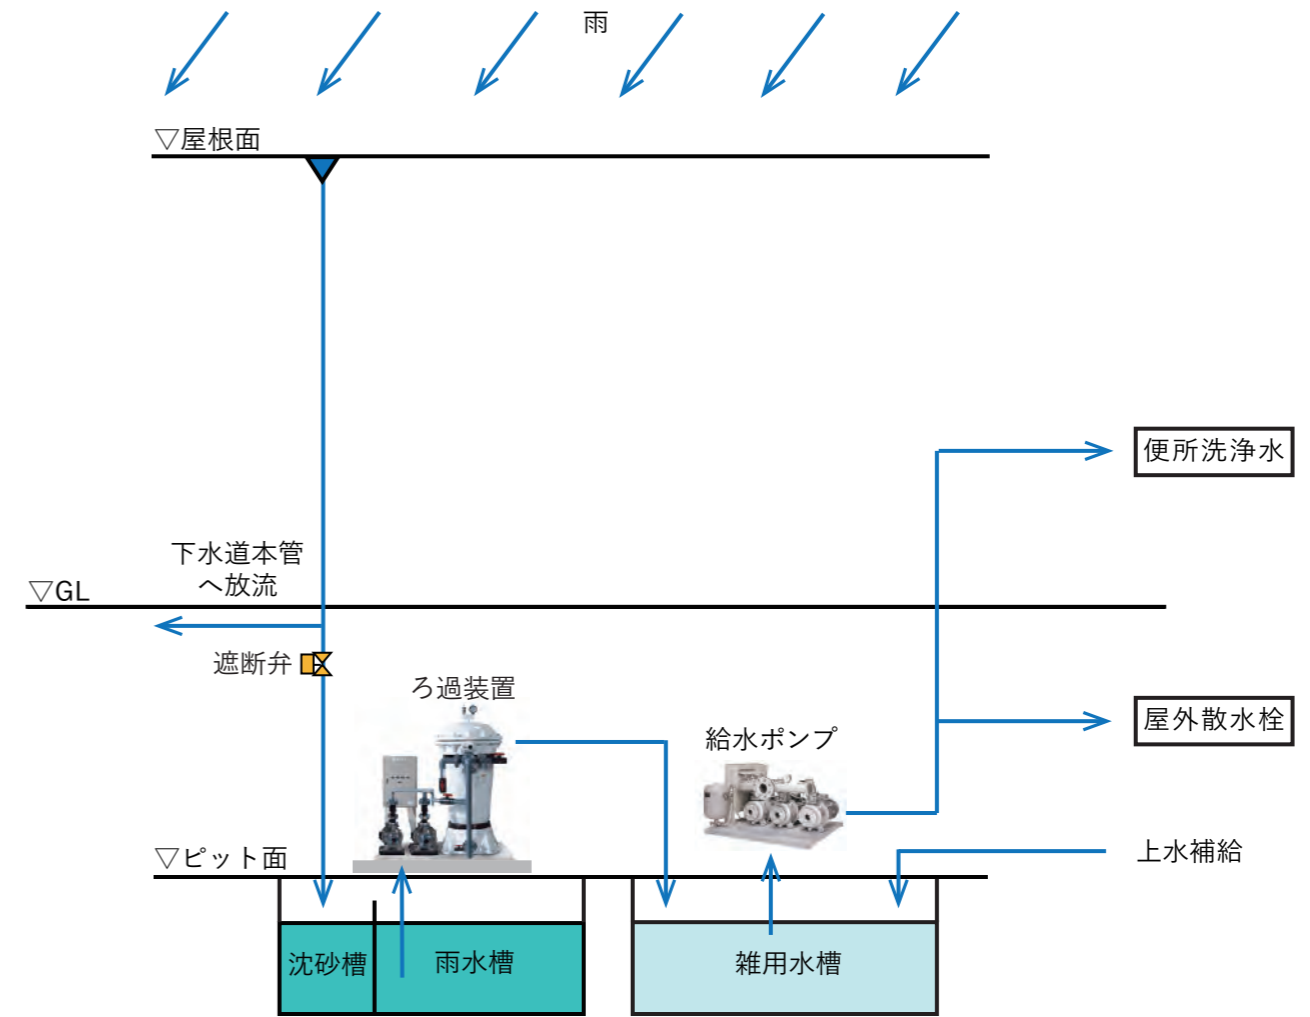 雨
▽屋根面
便所洗浄水
下水道本管
へ放流
▽GL
遮断弁
ろ過装置
給水ポンプ
屋外散水栓
▽ピット面
上水補給
沈砂槽
雨水槽
雑用水槽